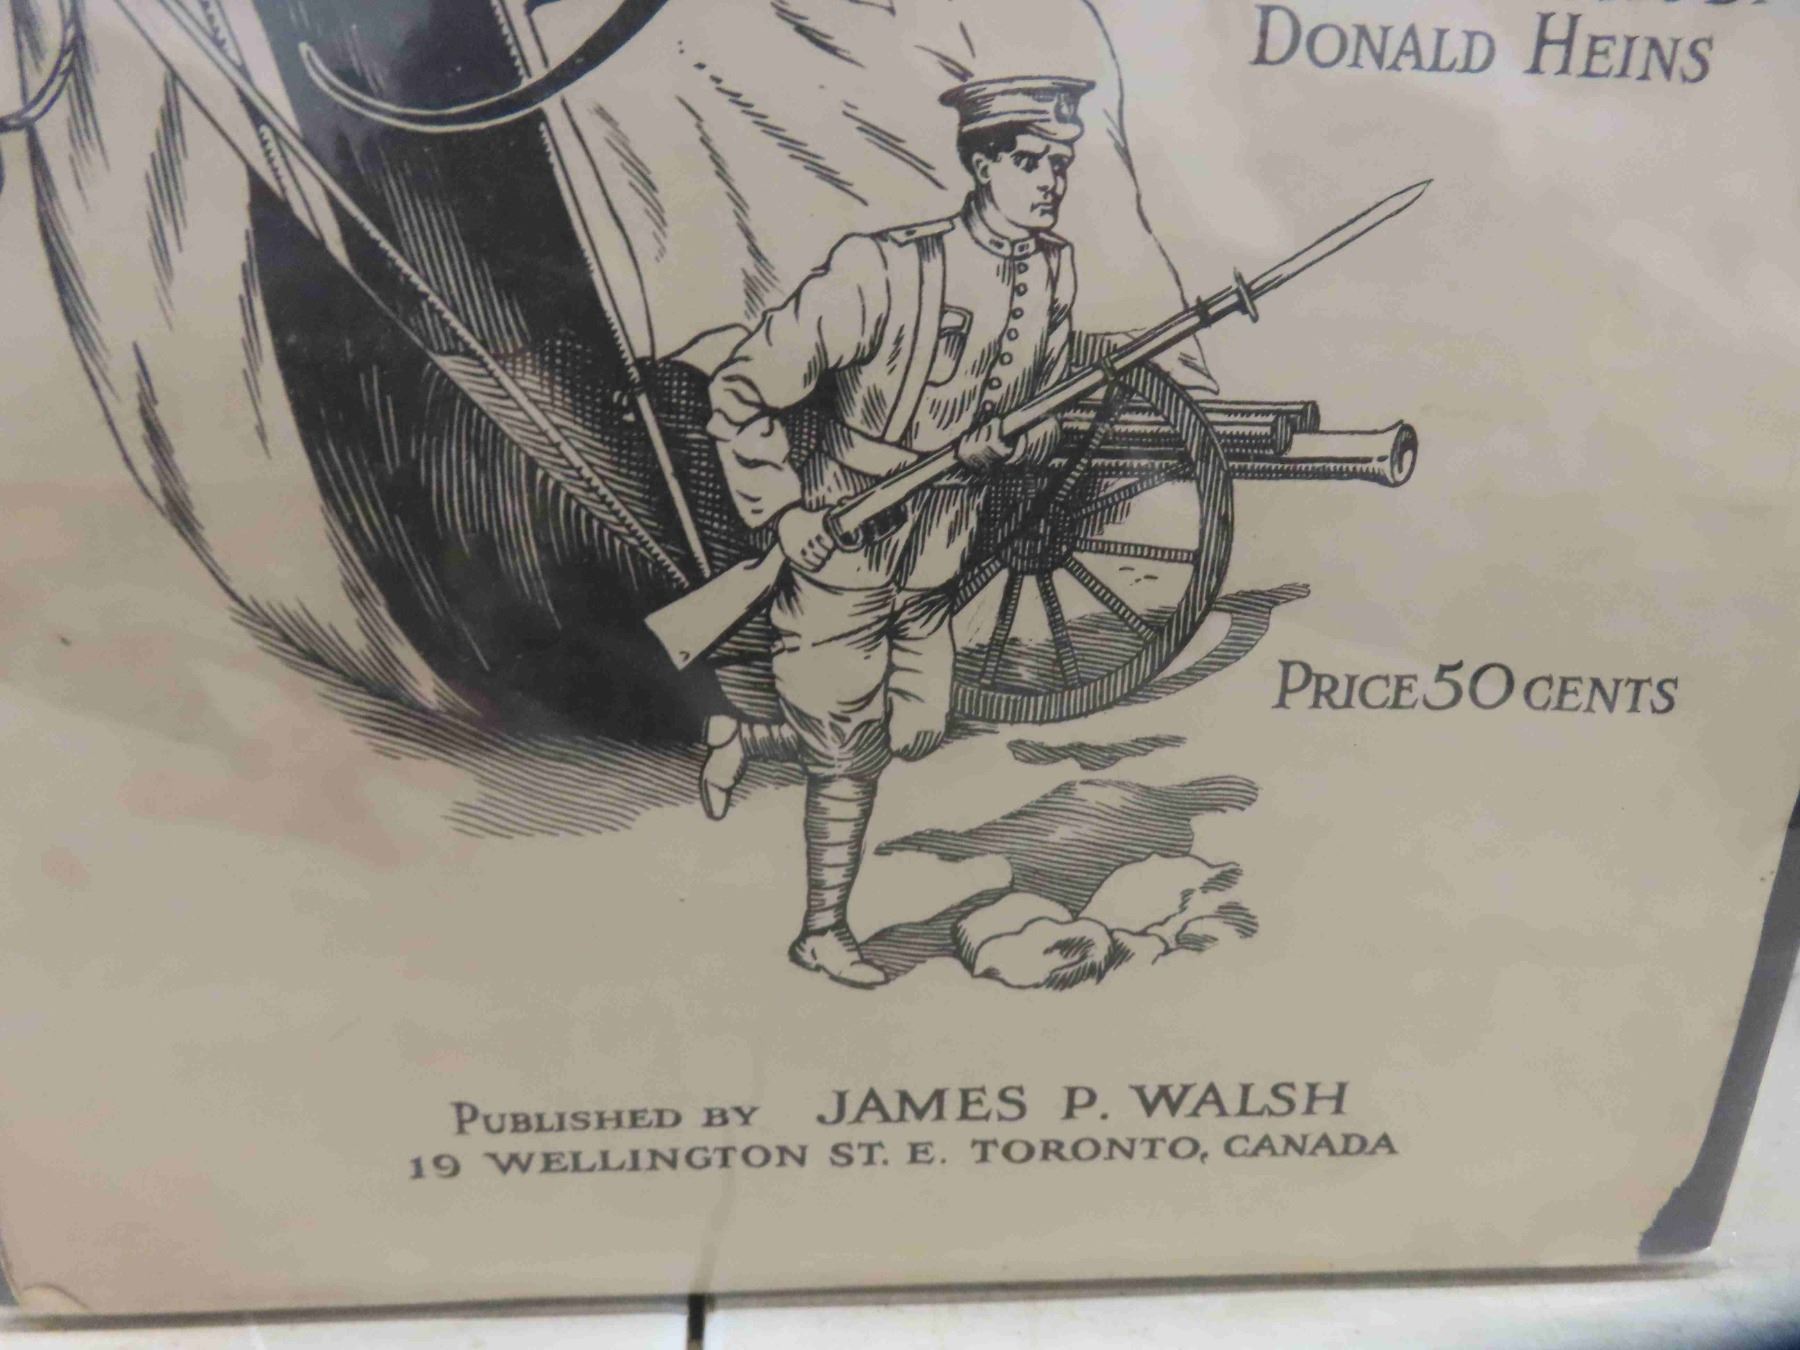 DONALD HEINS
PRICE 50 CENTS
PUBLISHED BY JAMES P. WALSH
19 WELLINGTON ST. E. TORONTO, CANADA